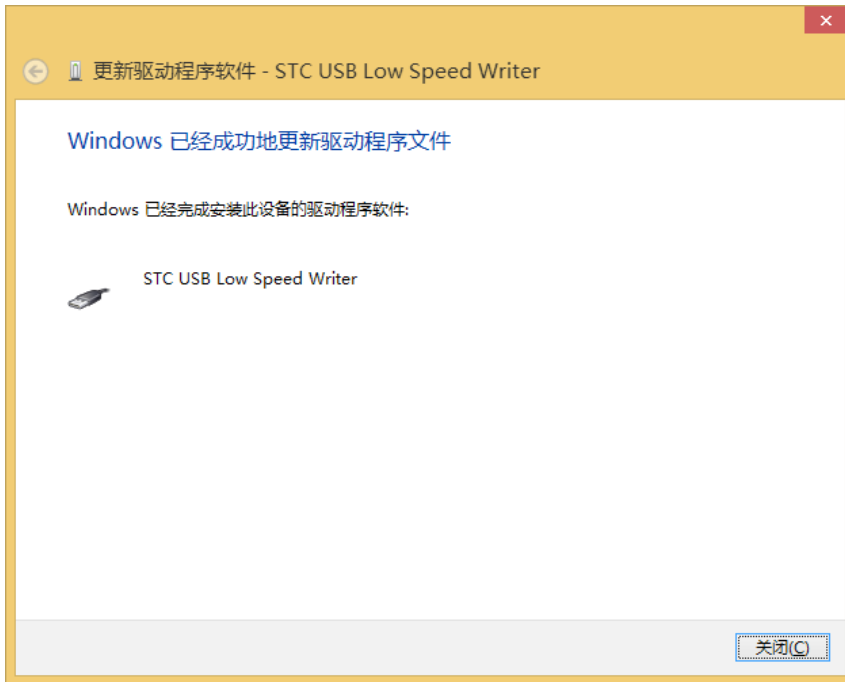 更新驱动程序软件 - STC USB Low Speed Writer
Windows 已经成功地更新驱动程序文件
Windows 已经完成安装此设备的驱动程序软件:
STC USB Low Speed Writer
关闭(C)